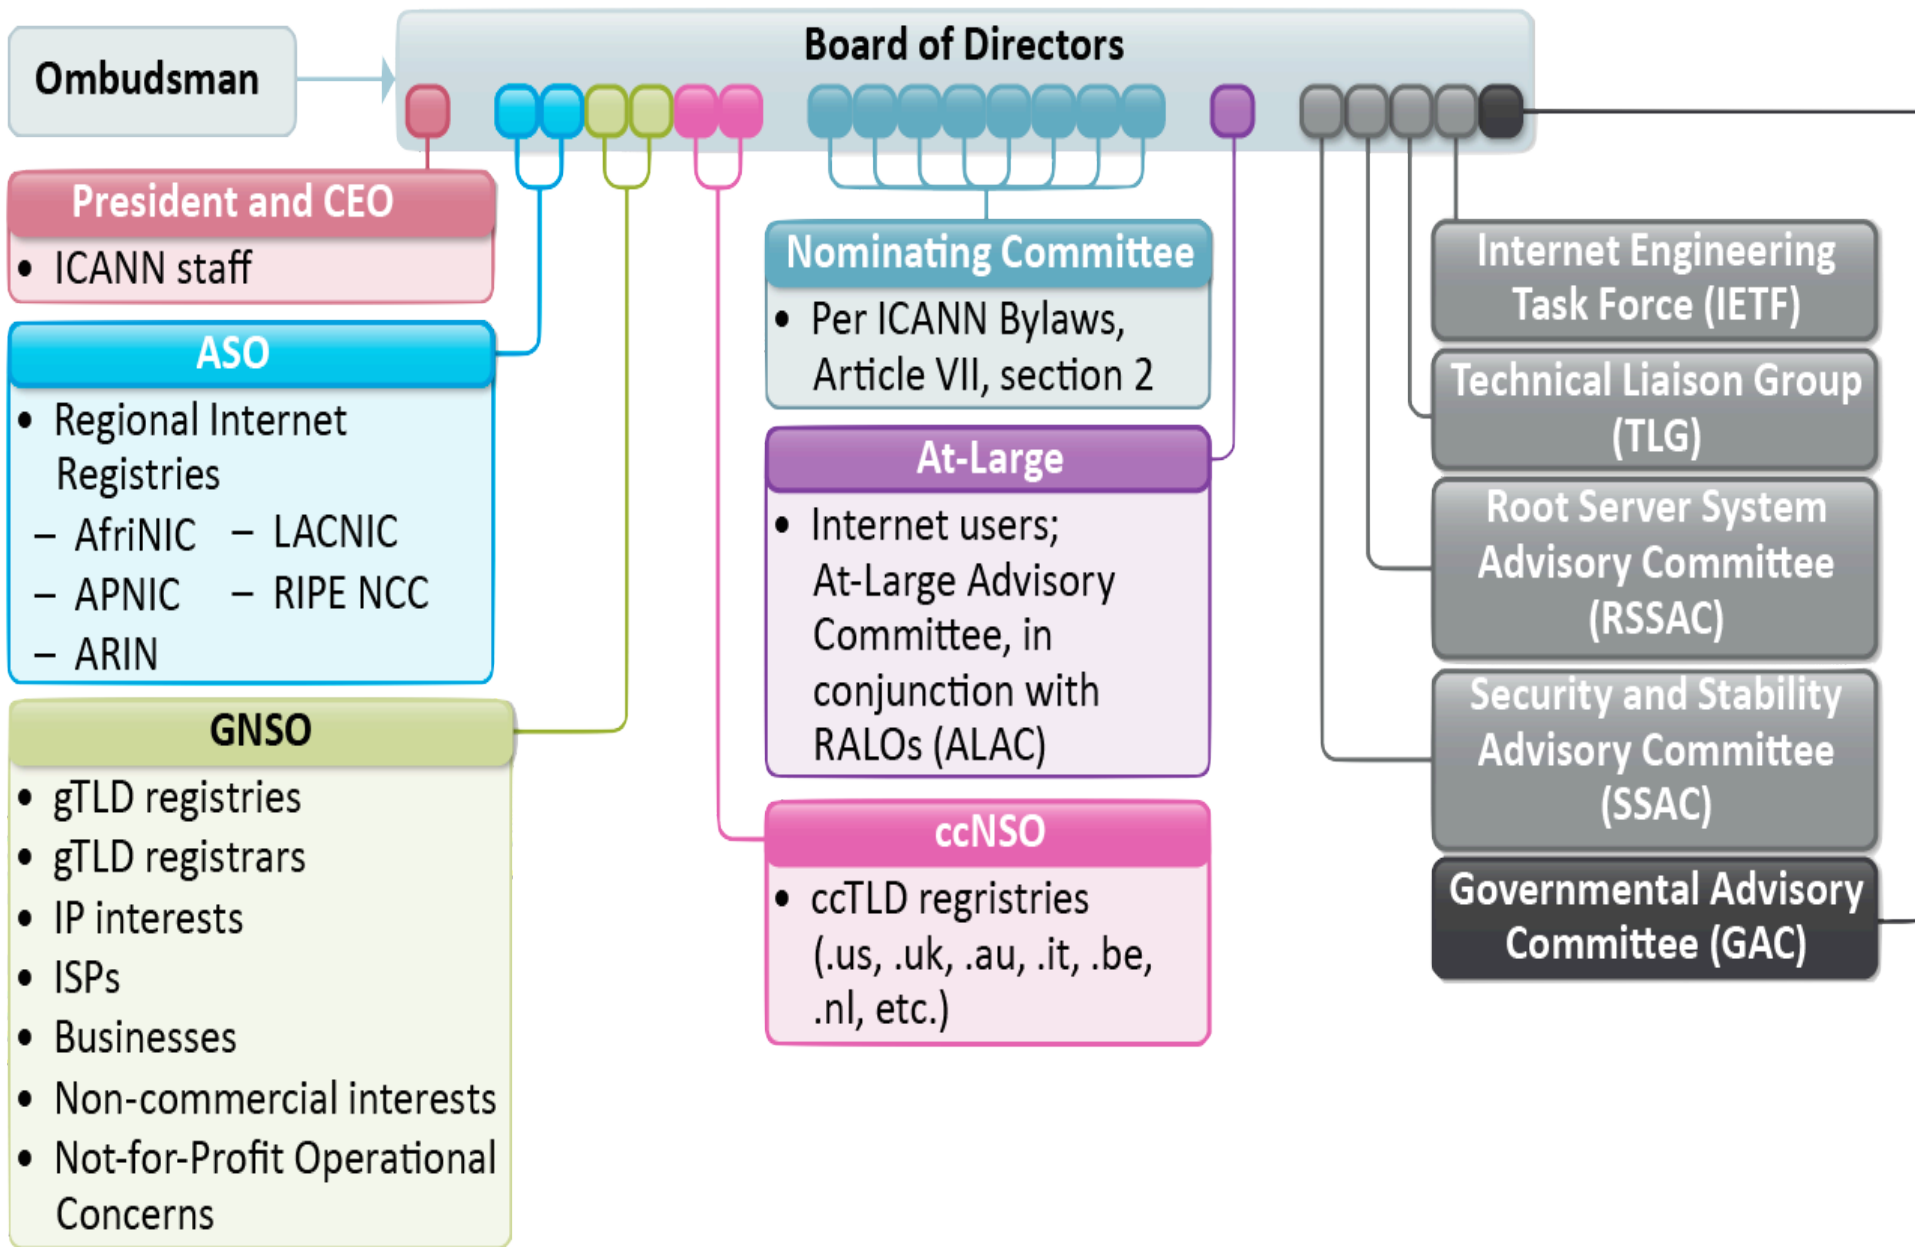 Ombudsman
Board of Directors
President and CEO
• ICANN staff
ASO
• Regional Internet
Registries
– AfriNIC – LACNIC
– APNIC – RIPE NCC
– ARIN
GNSO
• gTLD registries
• gTLD registrars
• IP interests
• ISPs
• Businesses
• Non-commercial interests
• Not-for-Profit Operational
Concerns
Nominating Committee
• Per ICANN Bylaws,
Article VII, section 2
At-Large
• Internet users;
At-Large Advisory
Committee, in
conjunction with
RALOs (ALAC)
ccNSO
• ccTLD regristries
(.us, .uk, .au, .it, .be,
.nl, etc.)
Internet Engineering
Task Force (IETF)
Technical Liaison Group
(TLG)
Root Server System
Advisory Committee
(RSSAC)
Security and Stability
Advisory Committee
(SSAC)
Governmental Advisory
Committee (GAC)